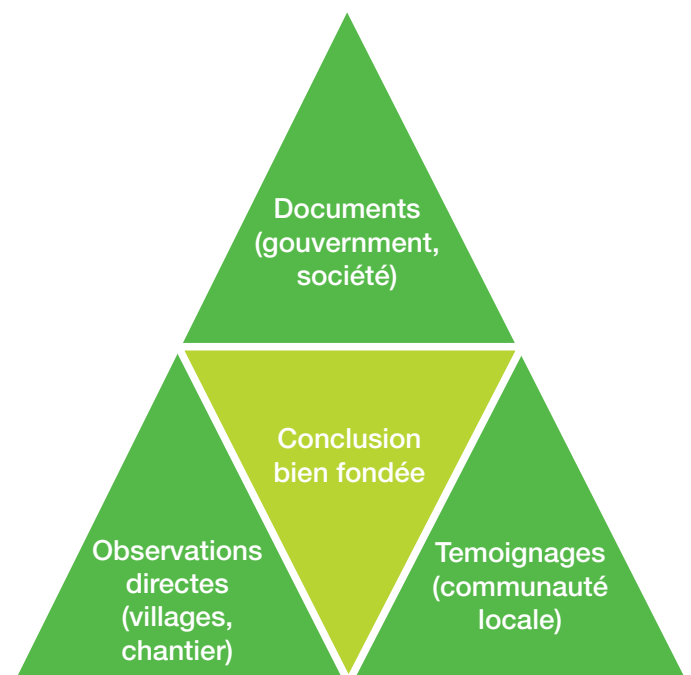 Documents
(gouvernment,
société)
Conclusion
bien fondée
Observations
directes
(villages,
chantier)
Temoignages
(communauté
locale)